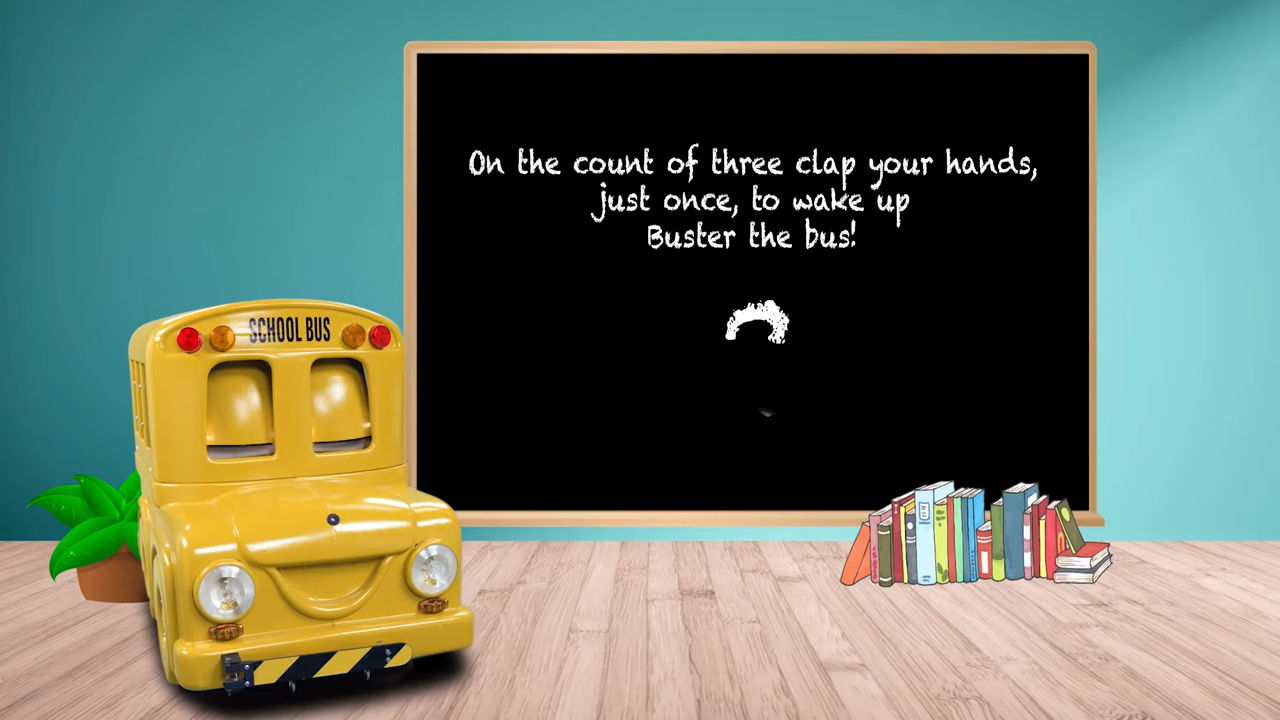 On the count of three clap your hands,
just once, to wake up
Buster the bus!
SCHOOL BUS